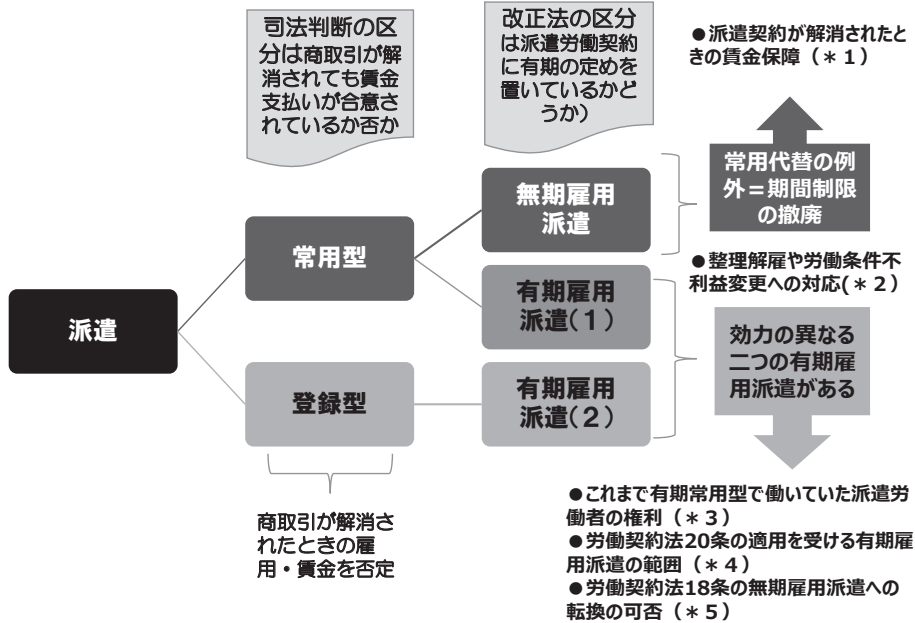 司法判断の区
分は商取引が解
消されても賃金
支払いが合意さ
れているか否か
改正法の区分
は派遣労働契約
に有期の定めを
置いているかど
うか）
●派遣契約が解消されたと
きの賃金保障（＊１）
常用代替の例
外＝期間制限
の撤廃
無期雇用
派遣
常用型
●整理解雇や労働条件不
利益変更への対応(＊２）
有期雇用
派遣(１)
派遣
効力の異なる
二つの有期雇
用派遣がある
登録型
有期雇用
派遣(２)
商取引が解消さ
れたときの雇
用・賃金を否定
●これまで有期常用型で働いていた派遣労
働者の権利（＊３）
●労働契約法20条の適用を受ける有期雇
用派遣の範囲（＊４）
●労働契約法18条の無期雇用派遣への
転換の可否（＊５）